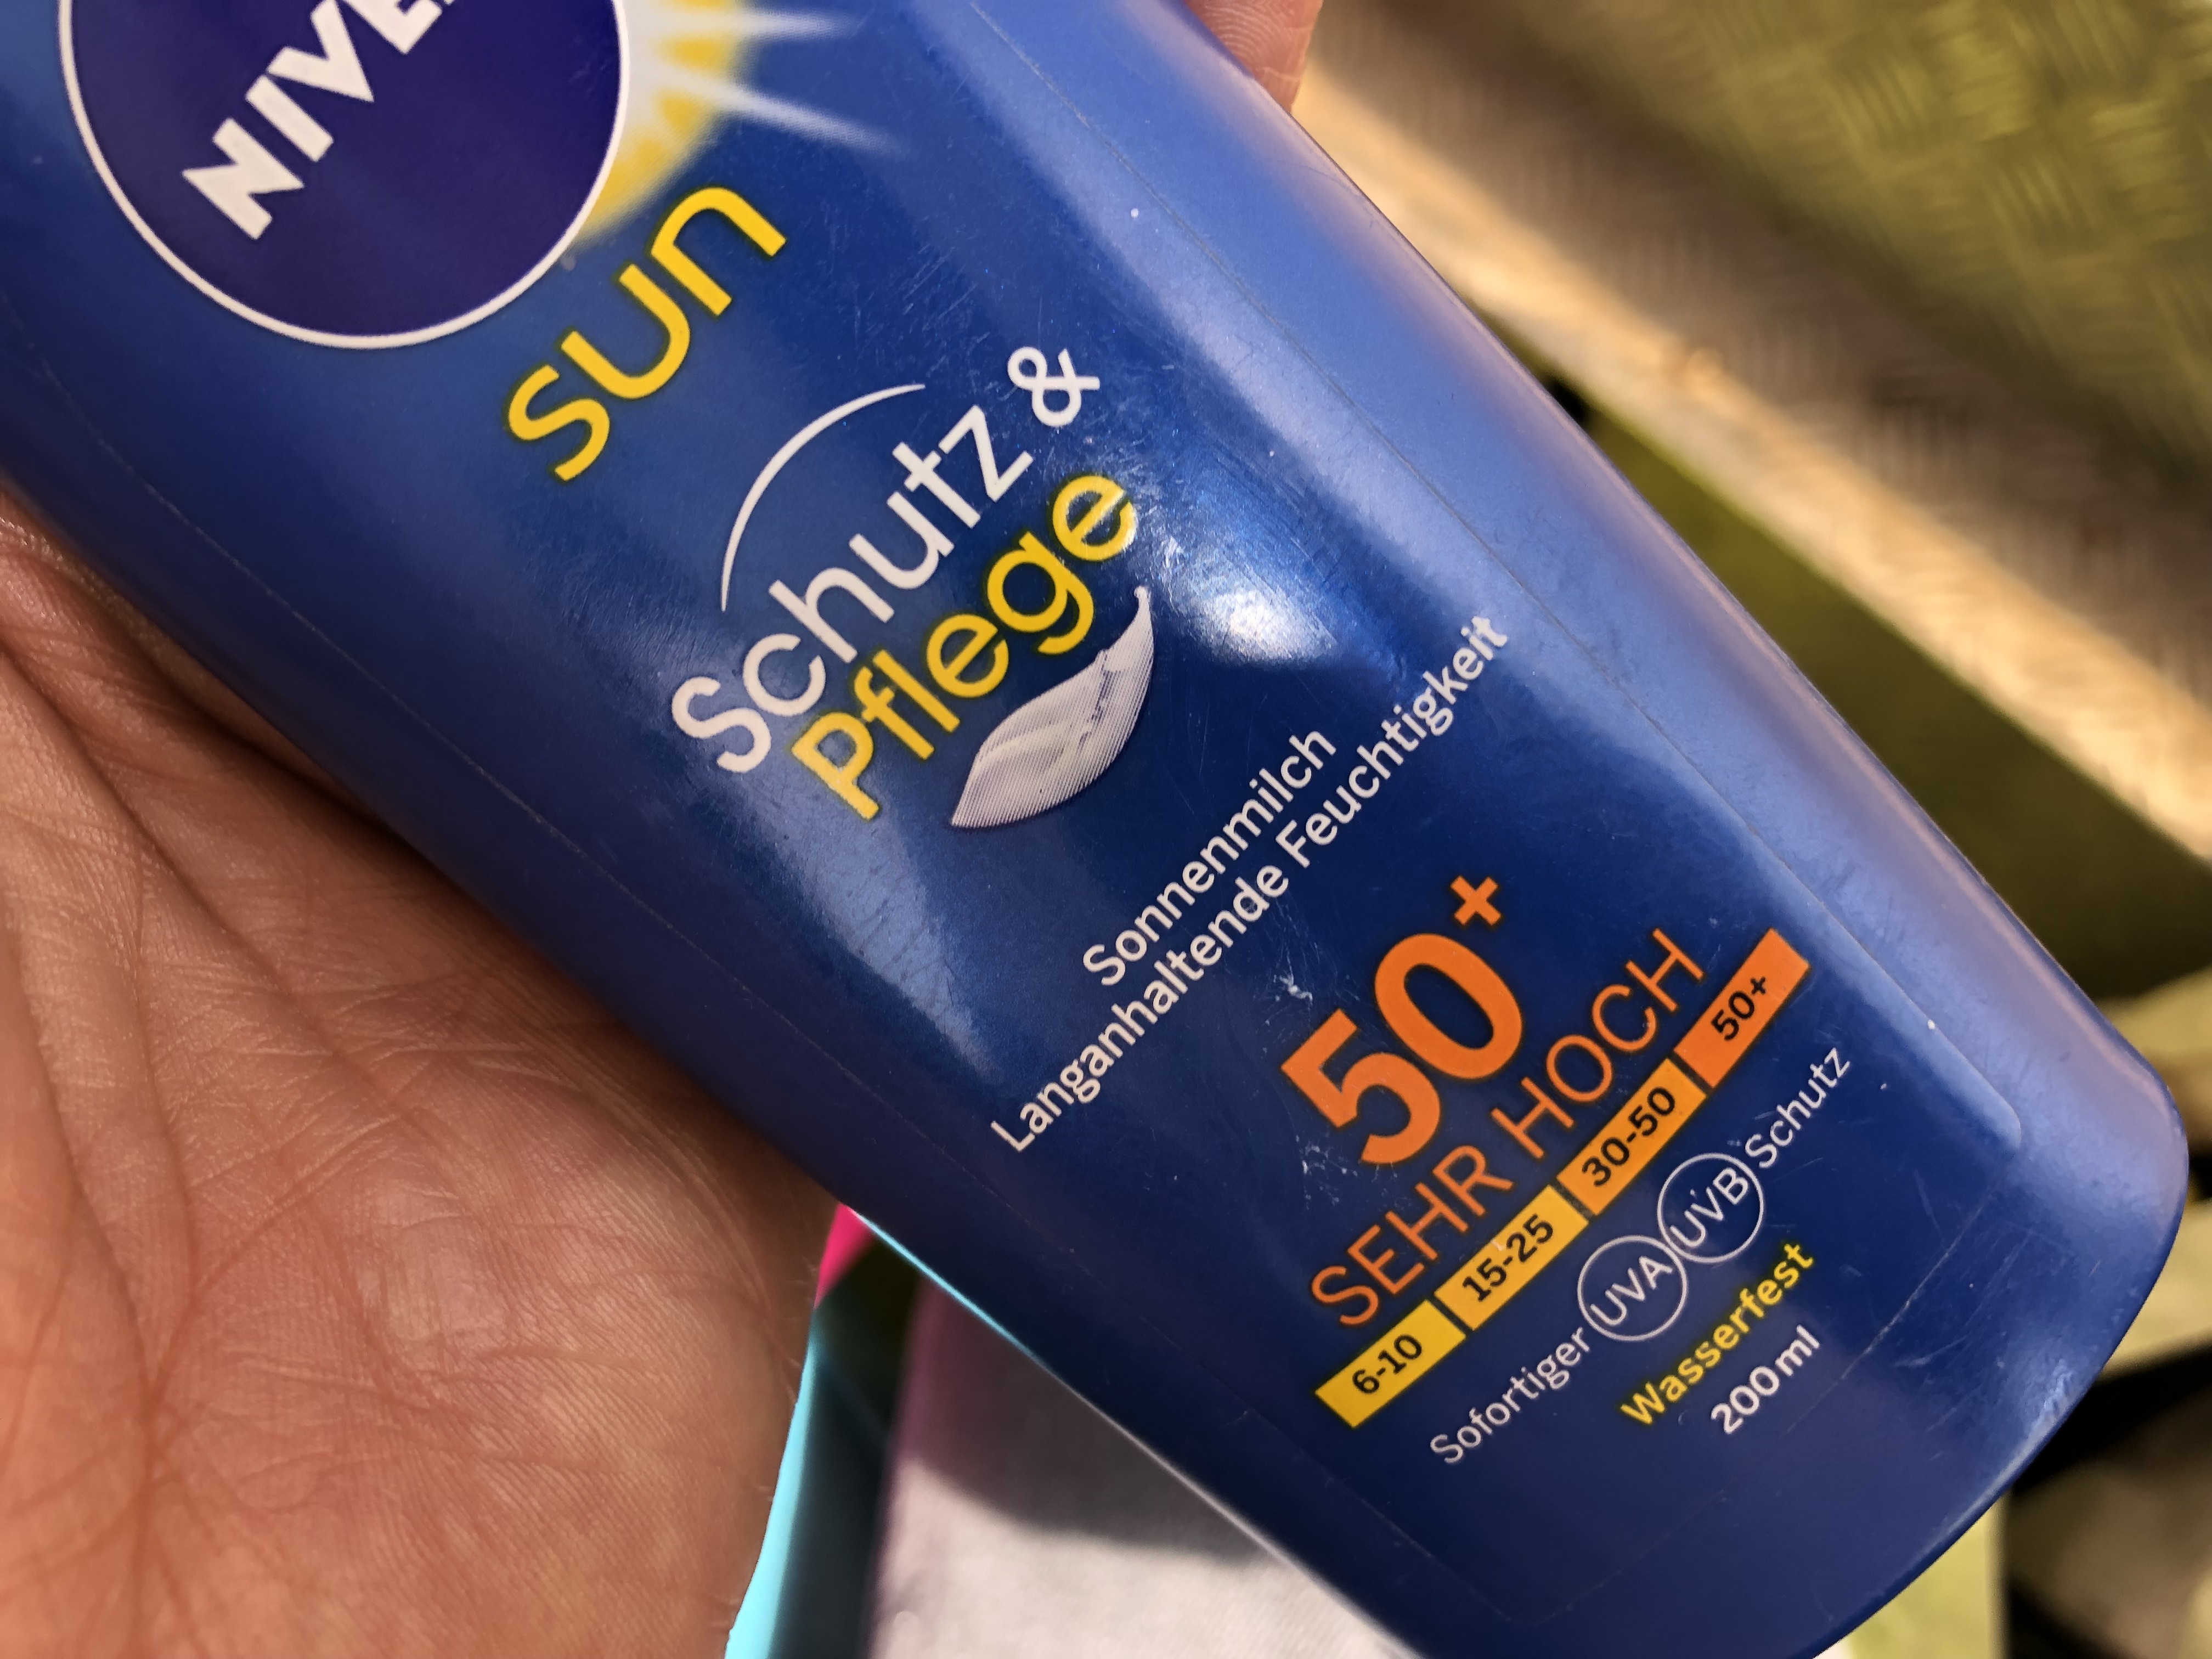 NIVEA
sun
Schutz &
Pflege
Sonnenmilch
Langanhaltende Feuchtigkeit
50+
SEHR HOCH
6-10 15-25 30-50 50+
Sofortiger UVA UVB Schutz
Wasserfest
200ml